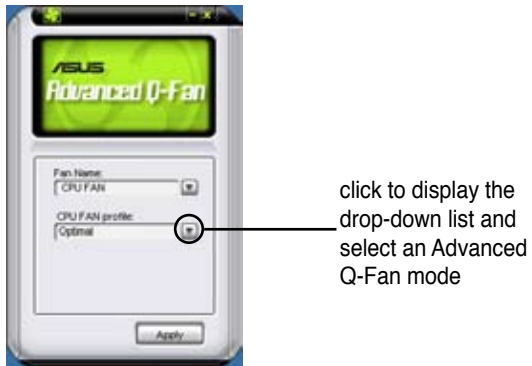 ASUS
Advanced Q-Fan
Fan Name:
CPU FAN
CPU FAN profile:
Optimal
Apply
click to display the
drop-down list and
select an Advanced
Q-Fan mode